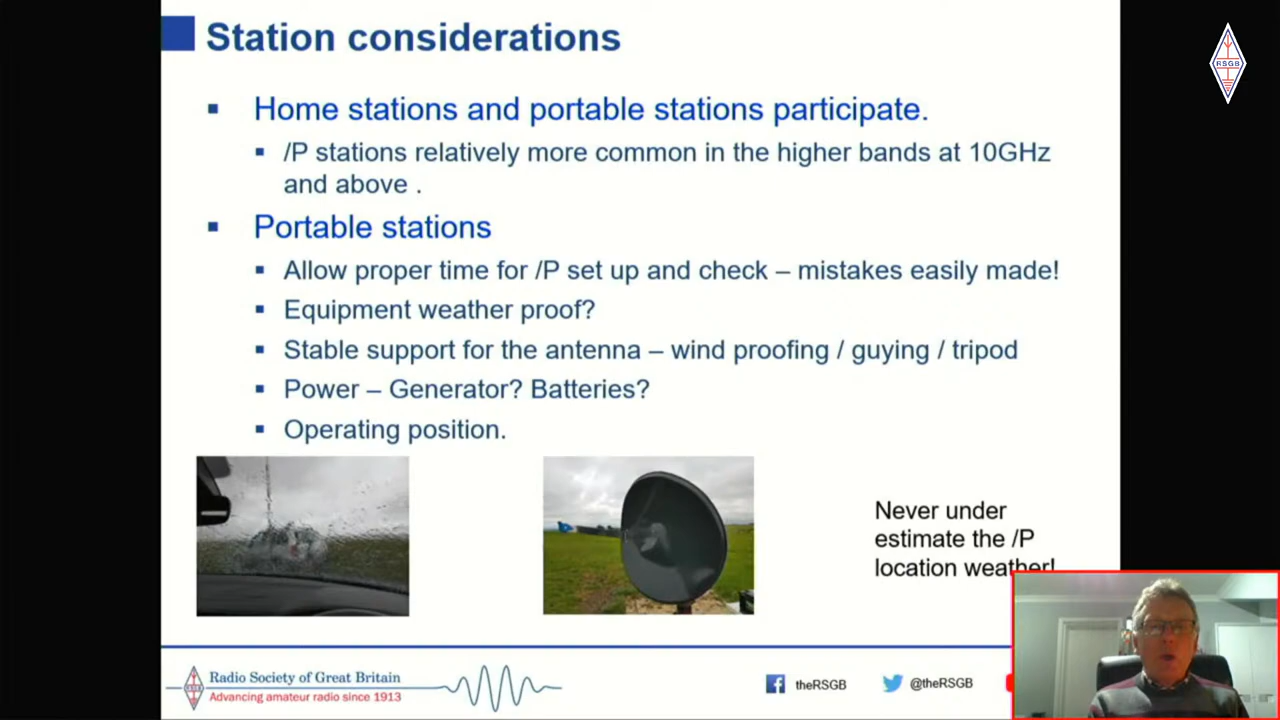 Station considerations
RSGB
Home stations and portable stations participate.
/P stations relatively more common in the higher bands at 10GHz
and above .
Portable stations
Allow proper time for /P set up and check – mistakes easily made!
Equipment weather proof?
Stable support for the antenna – wind proofing / guying / tripod
Power – Generator? Batteries?
Operating position.
Never under
estimate the /P
location weather!
RSGB
Radio Society of Great Britain
Advancing amateur radio since 1913
theRSGB
@theRSGB